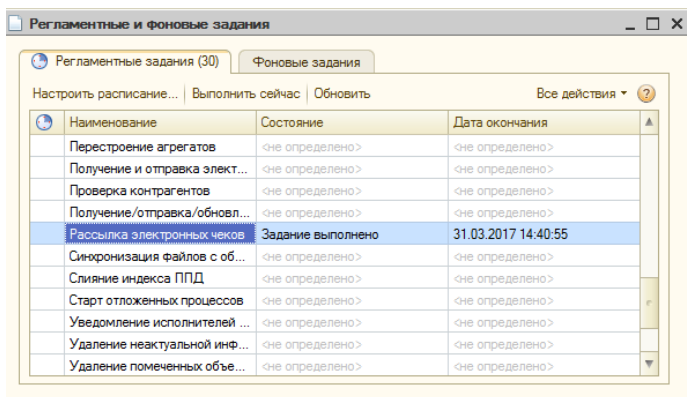 Регламентные и фоновые задания
Регламентные задания (30) Фоновые задания
Настроить расписание... Выполнить сейчас Обновить Все действия ?
Наименование Состояние Дата окончания
Перестроение агрегатов <не определено> <не определено>
Получение и отправка элект... <не определено> <не определено>
Проверка контрагентов <не определено> <не определено>
Получение/отправка/обновл... <не определено> <не определено>
Рассылка электронных чеков Задание выполнено 31.03.2017 14:40:55
Синхронизация файлов с об... <не определено> <не определено>
Слияние индекса ППД <не определено> <не определено>
Старт отложенных процессов <не определено> <не определено>
Уведомление исполнителей ... <не определено> <не определено>
Удаление неактуальной инф... <не определено> <не определено>
Удаление помеченных объе... <не определено> <не определено>